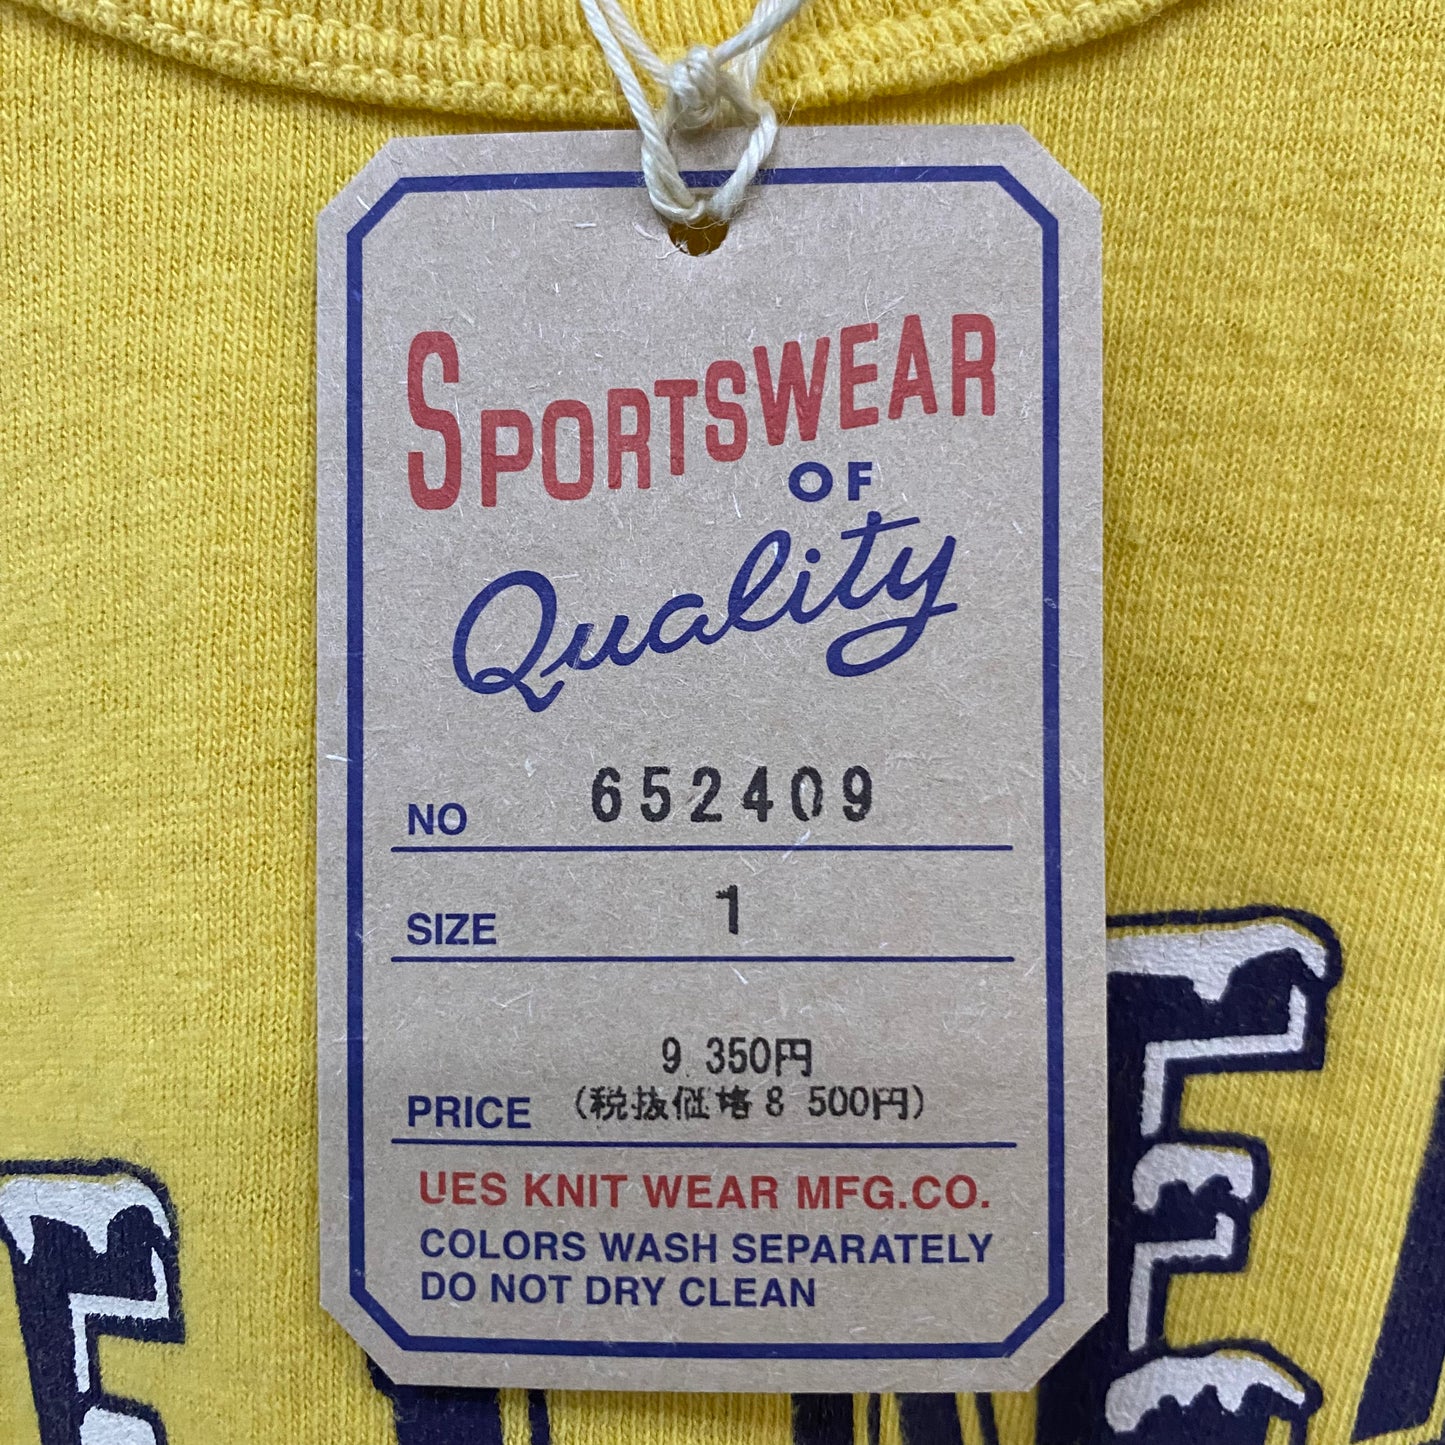 SPORTSWEAR
OF
Quality
NO 652409
SIZE 1
9,350円
PRICE (税抜価格 8,500円)
UES KNIT WEAR MFG.CO.
COLORS WASH SEPARATELY
DO NOT DRY CLEAN